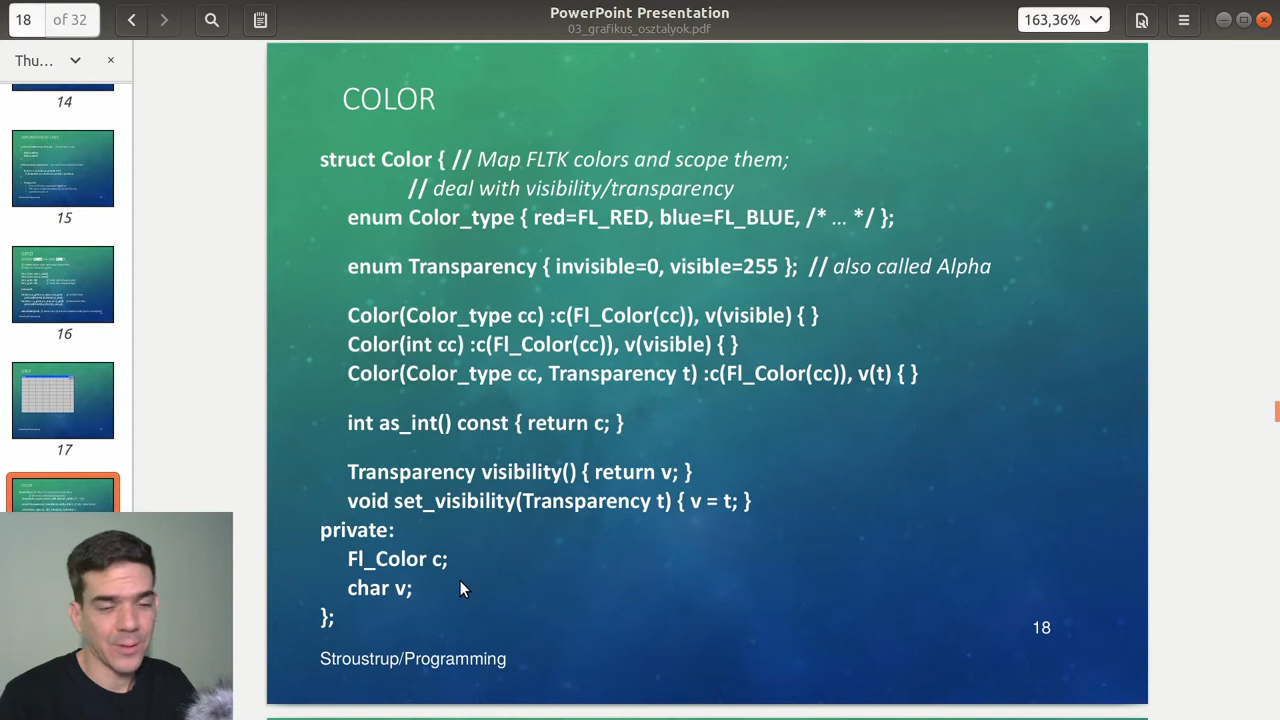 18
of 32
PowerPoint Presentation
03_grafikus_osztalyok.pdf
163,36%
Thu...
14
15
16
17
COLOR
struct Color { // Map FLTK colors and scope them;
// deal with visibility/transparency
enum Color_type { red=FL_RED, blue=FL_BLUE, /* ... */ };
enum Transparency { invisible=0, visible=255 }; // also called Alpha
Color(Color_type cc) :c(Fl_Color(cc)), v(visible) { }
Color(int cc) :c(Fl_Color(cc)), v(visible) { }
Color(Color_type cc, Transparency t) :c(Fl_Color(cc)), v(t) { }
int as_int() const { return c; }
Transparency visibility() { return v; }
void set_visibility(Transparency t) { v = t; }
private:
Fl_Color c;
char v;
};
18
Stroustrup/Programming